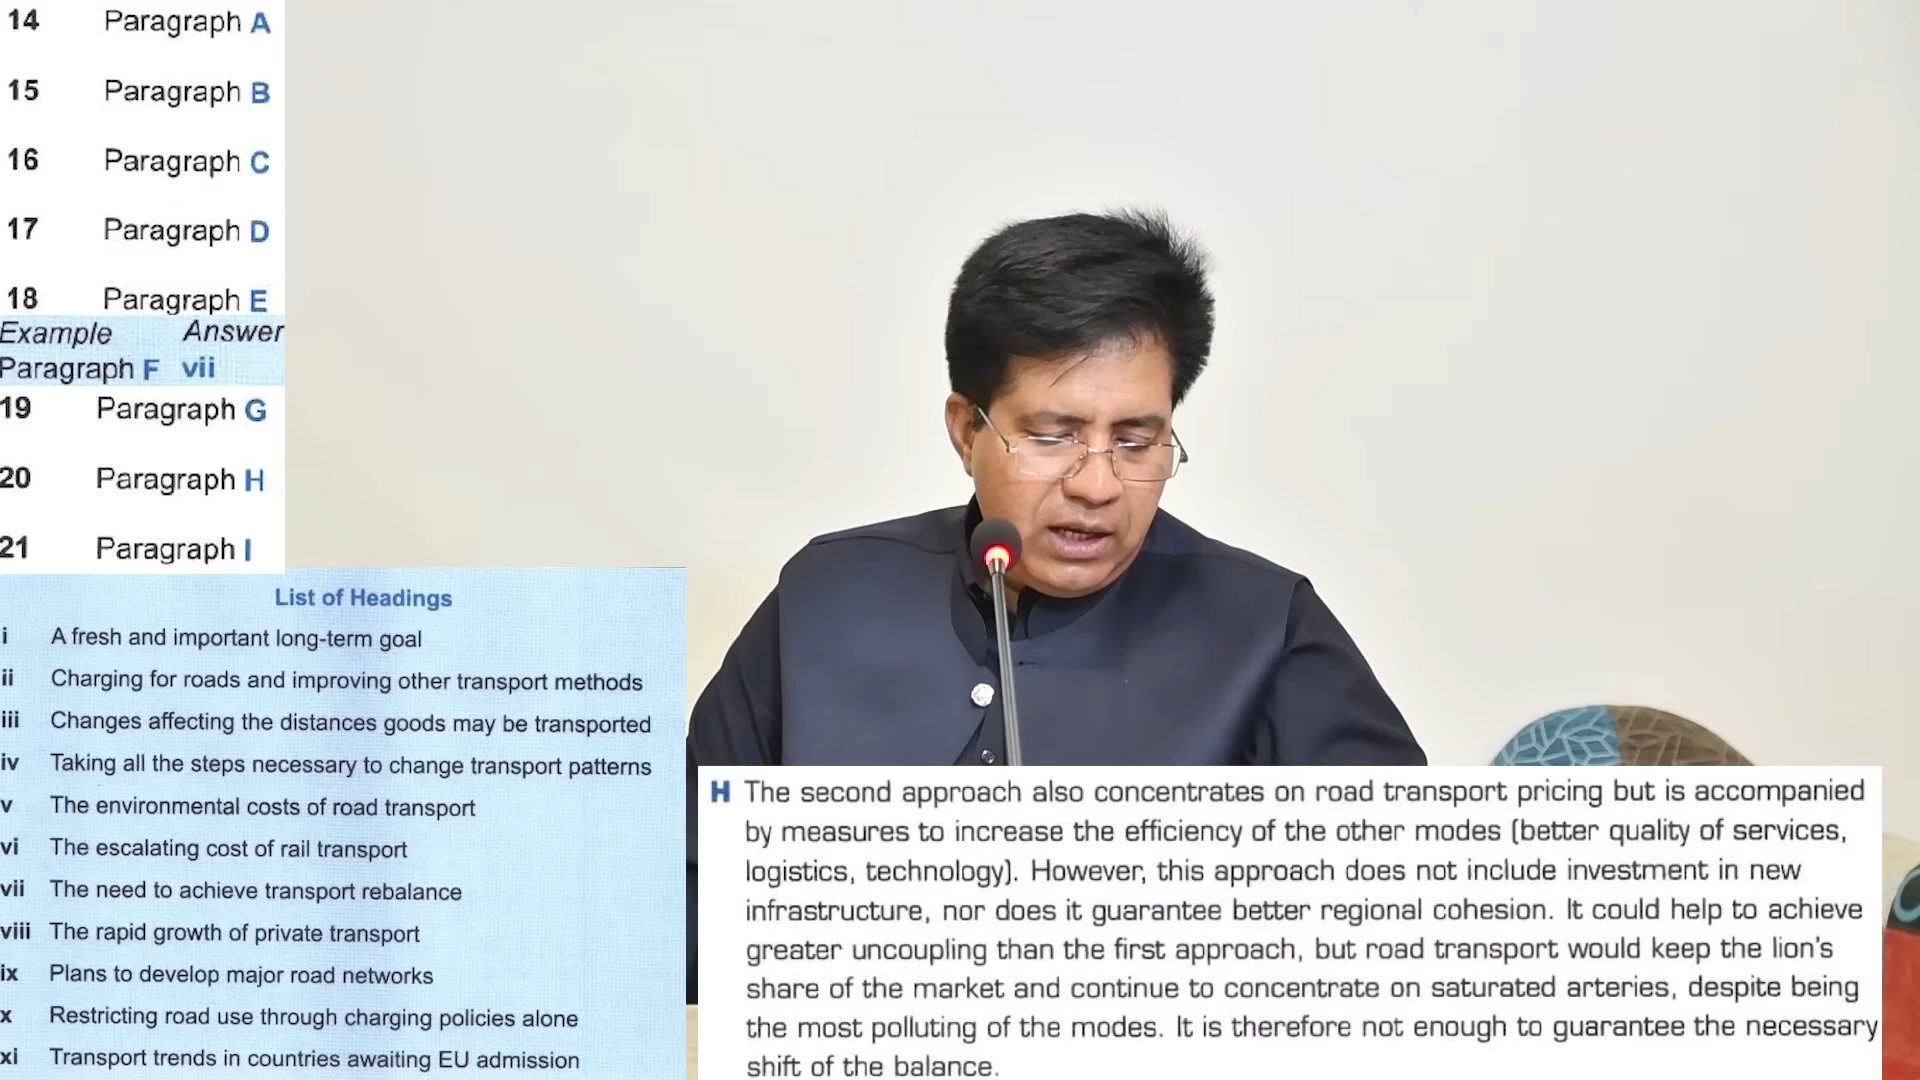 14 Paragraph A
15 Paragraph B
16 Paragraph C
17 Paragraph D
18 Paragraph E
Example Answer
Paragraph F vii
19 Paragraph G
20 Paragraph H
21 Paragraph I
List of Headings
i A fresh and important long-term goal
ii Charging for roads and improving other transport methods
iii Changes affecting the distances goods may be transported
iv Taking all the steps necessary to change transport patterns
v The environmental costs of road transport
vi The escalating cost of rail transport
vii The need to achieve transport rebalance
viii The rapid growth of private transport
ix Plans to develop major road networks
x Restricting road use through charging policies alone
xi Transport trends in countries awaiting EU admission
H The second approach also concentrates on road transport pricing but is accompanied
by measures to increase the efficiency of the other modes (better quality of services,
logistics, technology). However, this approach does not include investment in new
infrastructure, nor does it guarantee better regional cohesion. It could help to achieve
greater uncoupling than the first approach, but road transport would keep the lion's
share of the market and continue to concentrate on saturated arteries, despite being
the most polluting of the modes. It is therefore not enough to guarantee the necessary
shift of the balance.